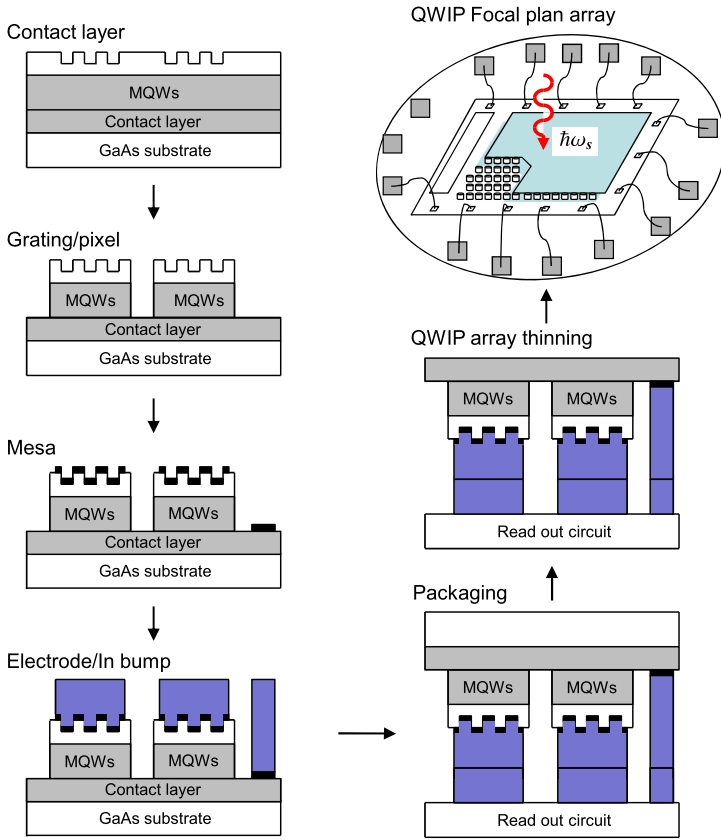 Contact layer
MQWs
Contact layer
GaAs substrate
Grating/pixel
MQWs MQWs
Contact layer
GaAs substrate
Mesa
MQWs MQWs
Contact layer
GaAs substrate
Electrode/In bump
MQWs MQWs
Contact layer
GaAs substrate
QWIP Focal plan array
ℏωs
QWIP array thinning
MQWs MQWs
Read out circuit
Packaging
MQWs MQWs
Read out circuit